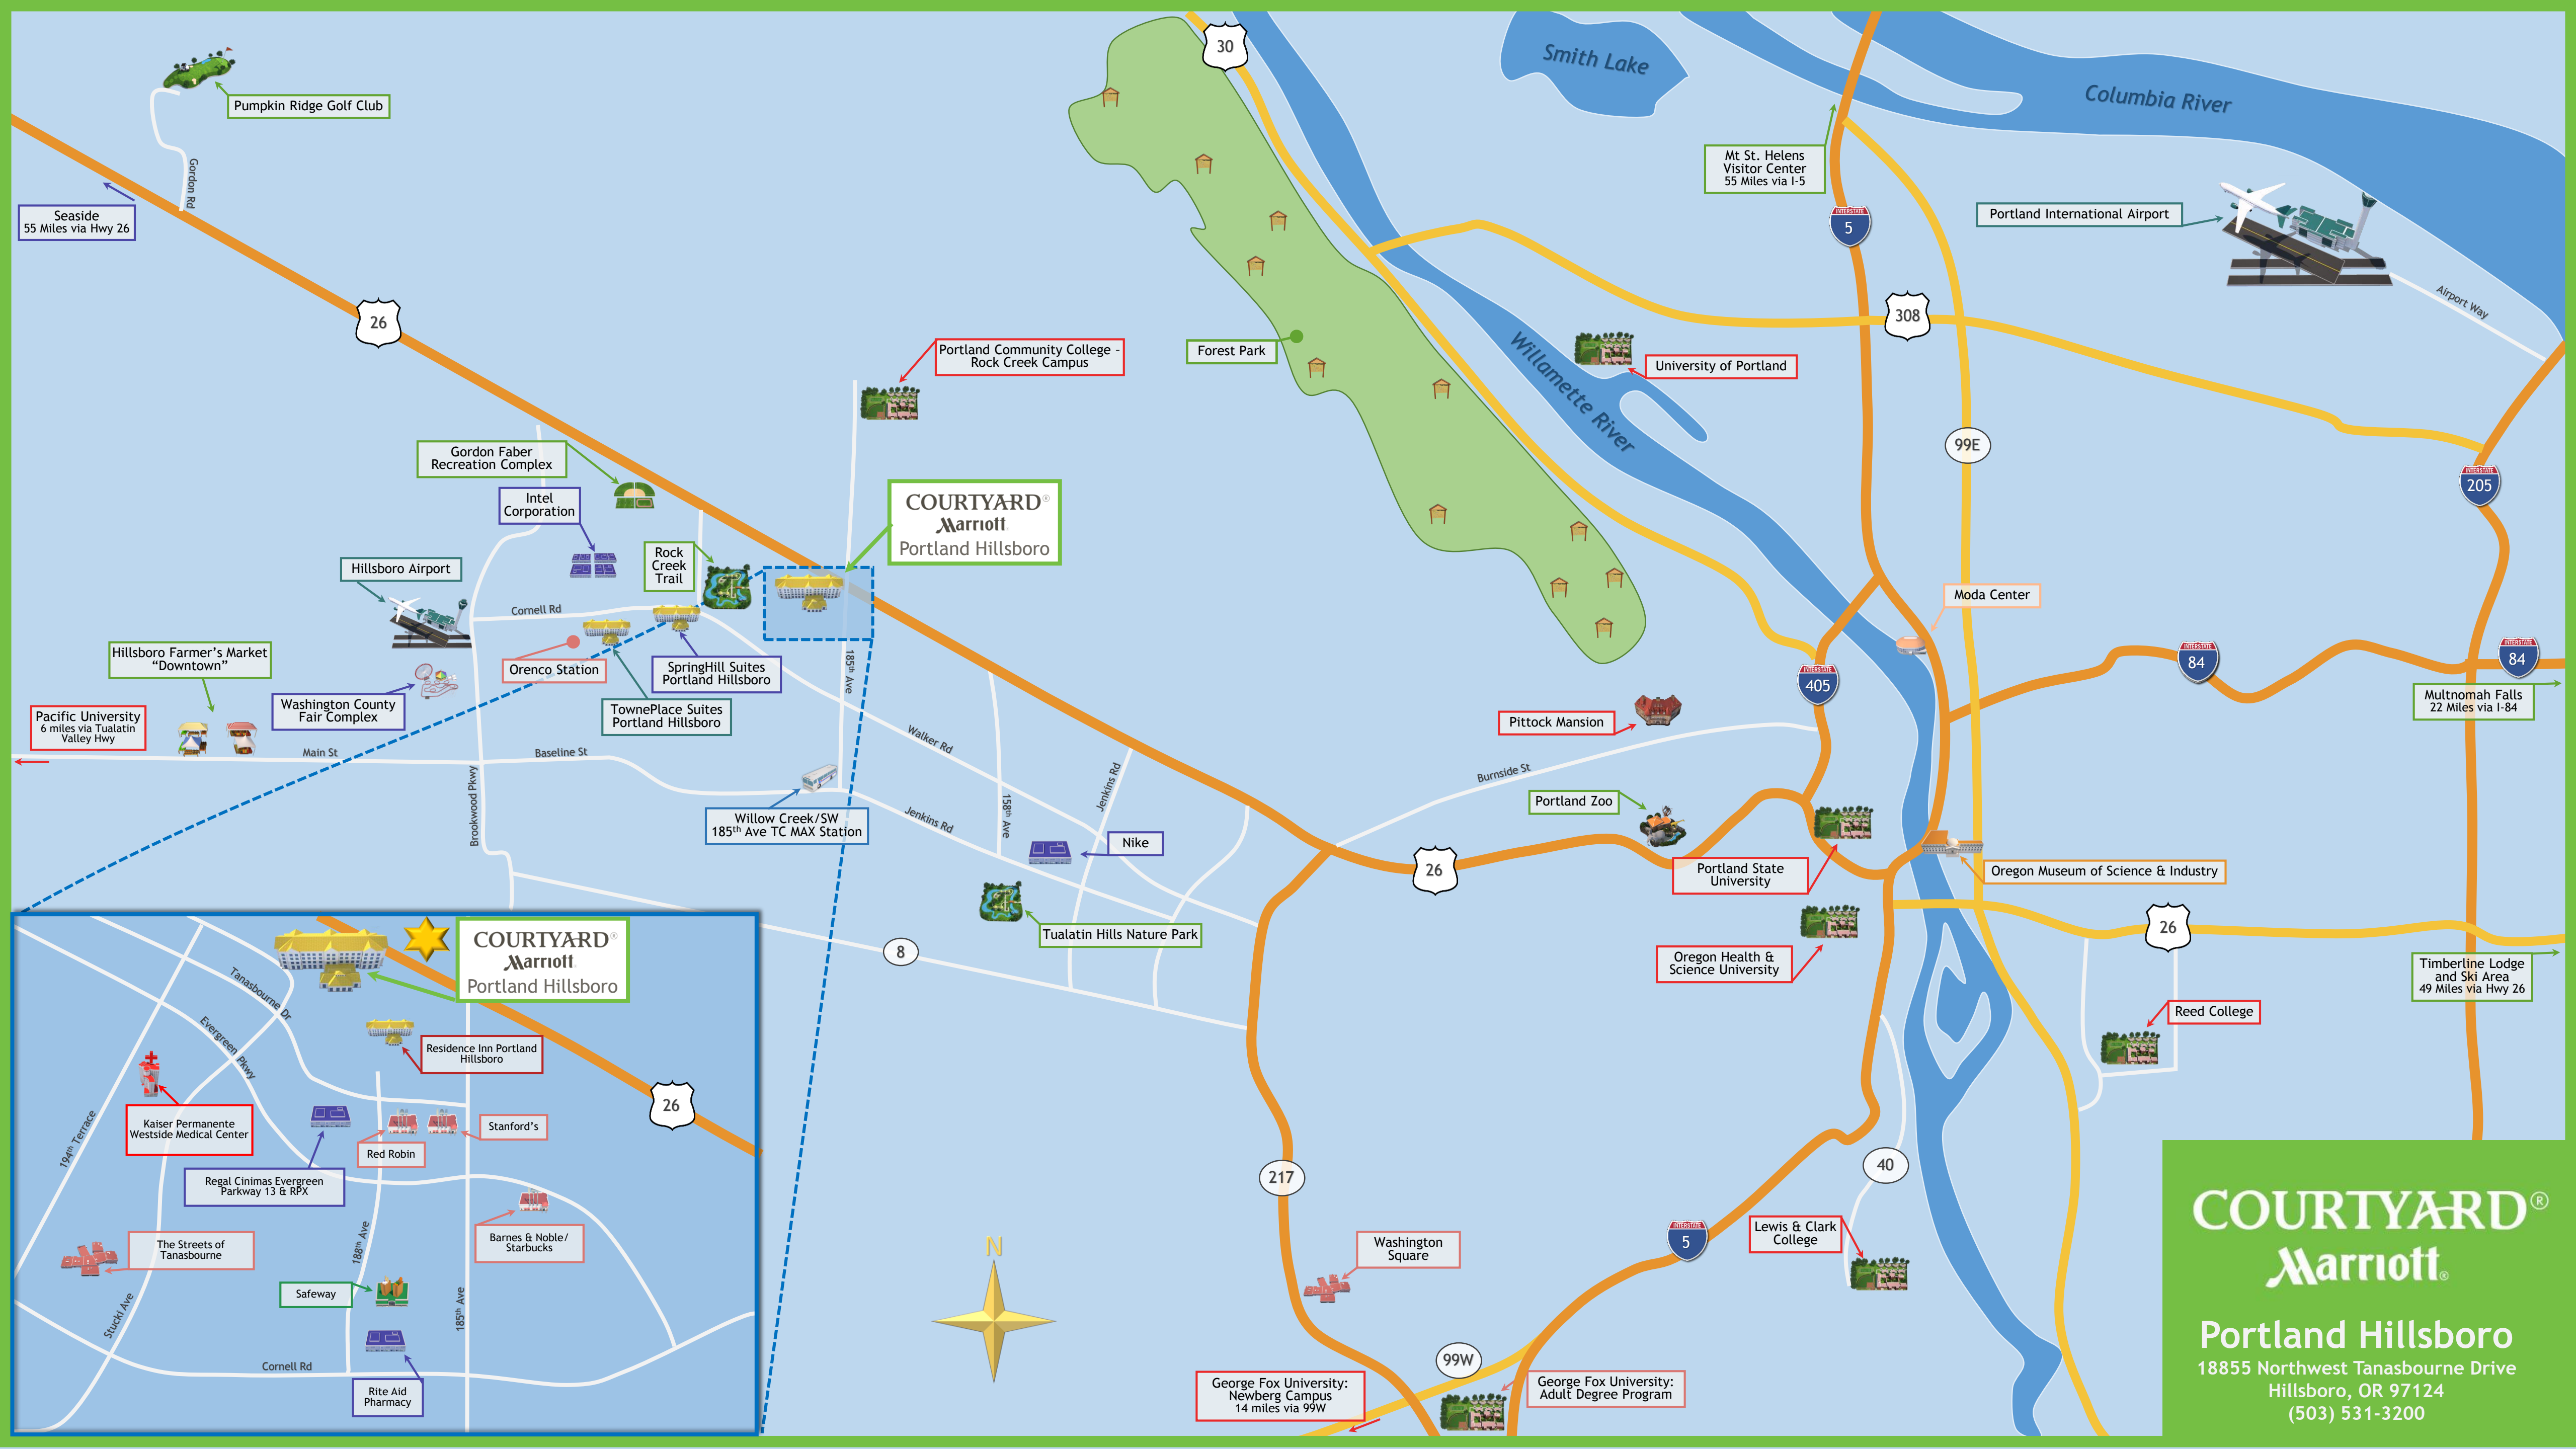 30
Smith Lake
Columbia River
Pumpkin Ridge Golf Club
Gordon Rd
Seaside
55 Miles via Hwy 26
Mt St. Helens
Visitor Center
55 Miles via I-5
INTERSTATE
5
Portland International Airport
Airport Way
26
308
Portland Community College –
Rock Creek Campus
Forest Park
Willamette River
University of Portland
99E
INTERSTATE
205
Gordon Faber
Recreation Complex
Intel
Corporation
COURTYARD®
Marriott.
Portland Hillsboro
Rock
Creek
Trail
Hillsboro Airport
Cornell Rd
Moda Center
Hillsboro Farmer's Market
"Downtown"
Orenco Station
SpringHill Suites
Portland Hillsboro
185th Ave
INTERSTATE
405
INTERSTATE
84
INTERSTATE
84
Multnomah Falls
22 Miles via I-84
Washington County
Fair Complex
TownePlace Suites
Portland Hillsboro
Pacific University
6 miles via Tualatin
Valley Hwy
Main St
Baseline St
Walker Rd
Pittock Mansion
Burnside St
Brookwood Pkwy
Willow Creek/SW
185th Ave TC MAX Station
Jenkins Rd
158th Ave
Jenkins Rd
Nike
Portland Zoo
26
Portland State
University
Oregon Museum of Science & Industry
Tualatin Hills Nature Park
8
Oregon Health &
Science University
26
Timberline Lodge
and Ski Area
49 Miles via Hwy 26
Reed College
COURTYARD®
Marriott.
Portland Hillsboro
Tanasbourne Dr
Evergreen Pkwy
Residence Inn Portland
Hillsboro
26
Kaiser Permanente
Westside Medical Center
194th Terrace
Stanford's
Red Robin
Regal Cinimas Evergreen
Parkway 13 & RPX
Barnes & Noble/
Starbucks
The Streets of
Tanasbourne
188th Ave
Safeway
185th Ave
Stucki Ave
Cornell Rd
Rite Aid
Pharmacy
N
217
40
Washington
Square
INTERSTATE
5
Lewis & Clark
College
99W
George Fox University:
Newberg Campus
14 miles via 99W
George Fox University:
Adult Degree Program
COURTYARD®
Marriott®
Portland Hillsboro
18855 Northwest Tanasbourne Drive
Hillsboro, OR 97124
(503) 531-3200